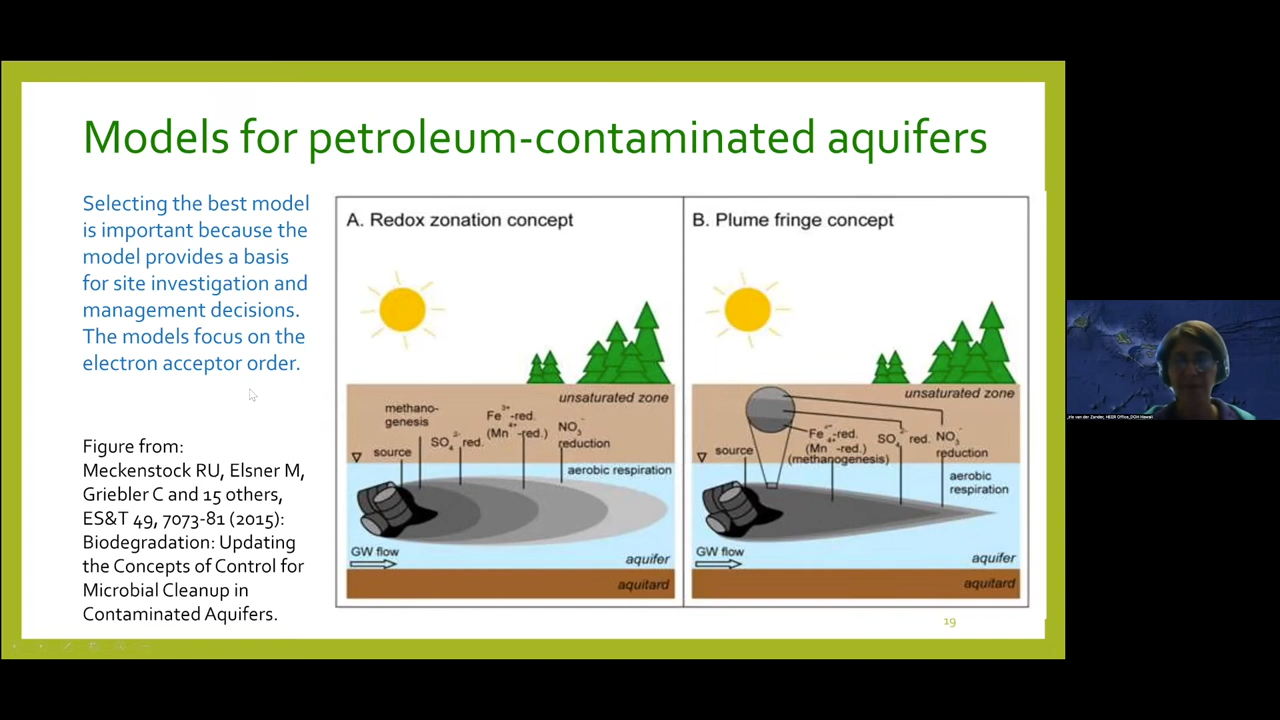 Models for petroleum-contaminated aquifers
Selecting the best model
is important because the
model provides a basis
for site investigation and
management decisions.
The models focus on the
electron acceptor order.
Figure from:
Meckenstock RU, Elsner M,
Griebler C and 15 others,
ES&T 49, 7073-81 (2015):
Biodegradation: Updating
the Concepts of Control for
Microbial Cleanup in
Contaminated Aquifers.
A. Redox zonation concept
unsaturated zone
methano-
genesis
source
SO₄²⁻ red.
Fe³⁺-red.
(Mn⁴⁺-red.)
NO₃⁻
reduction
aerobic respiration
GW flow
aquifer
aquitard
B. Plume fringe concept
unsaturated zone
source
Fe³⁺-red.
(Mn⁴⁺-red.)
(methanogenesis)
SO₄²⁻ red.
NO₃⁻
reduction
aerobic
respiration
GW flow
aquifer
aquitard
19